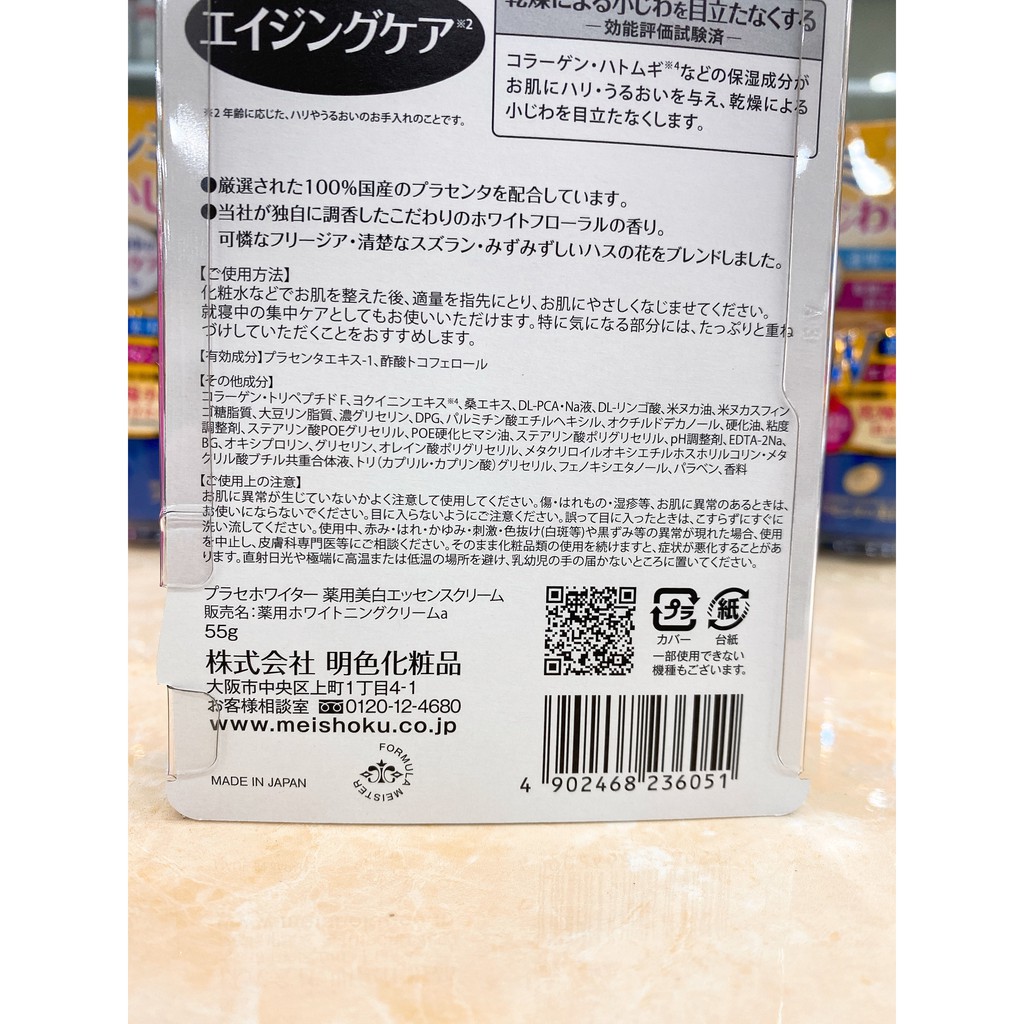 エイジングケア※2
※2 年齢に応じた、ハリやうるおいのお手入れのことです。
乾燥による小じわを目立たなくする
―効能評価試験済―
コラーゲン・ハトムギ※4などの保湿成分が
お肌にハリ・うるおいを与え、乾燥による
小じわを目立たなくします。
●厳選された100%国産のプラセンタを配合しています。
●当社が独自に調香したこだわりのホワイトフローラルの香り。
可憐なフリージア・清楚なスズラン・みずみずしいハスの花をブレンドしました。
【ご使用方法】
化粧水などでお肌を整えた後、適量を指先にとり、お肌にやさしくなじませてください。
就寝中の集中ケアとしてもお使いいただけます。特に気になる部分には、たっぷりと重ね
づけしていただくことをおすすめします。
【有効成分】プラセンタエキス-1、酢酸トコフェロール
【その他成分】
コラーゲン・トリペプチド F、ヨクイニンエキス※4、桑エキス、DL-PCA・Na液、DL-リンゴ酸、米ヌカ油、米ヌカスフィン
ゴ糖脂質、大豆リン脂質、濃グリセリン、DPG、パルミチン酸エチルヘキシル、オクチルドデカノール、硬化油、粘度
調整剤、ステアリン酸POEグリセリル、POE硬化ヒマシ油、ステアリン酸ポリグリセリル、pH調整剤、EDTA-2Na、
BG、オキシプロリン、グリセリン、オレイン酸ポリグリセリル、メタクリロイルオキシエチルホスホリルコリン・メタ
クリル酸ブチル共重合体液、トリ(カプリル・カプリン酸)グリセリル、フェノキシエタノール、パラベン、香料
【ご使用上の注意】
お肌に異常が生じていないかよく注意して使用してください。傷・はれもの・湿疹等、お肌に異常のあるときは、
お使いにならないでください。目に入らないようにご注意ください。誤って目に入ったときは、こすらずにすぐに
洗い流してください。使用中、赤み・はれ・かゆみ・刺激・色抜け(白斑等)や黒ずみ等の異常が現れた場合、使用
を中止し、皮膚科専門医等にご相談ください。そのまま化粧品類の使用を続けますと、症状が悪化することがあ
ります。直射日光や極端に高温または低温の場所を避け、乳幼児の手の届かないところに置いてください。
プラセホワイター 薬用美白エッセンスクリーム
販売名:薬用ホワイトニングクリームa
55g
株式会社 明色化粧品
大阪市中央区上町1丁目4-1
お客様相談室 0120-12-4680
www.meishoku.co.jp
MADE IN JAPAN
FORMULA MEISTER
プラ 紙
カバー 台紙
一部使用できない
機種もございます。
4 902468 236051